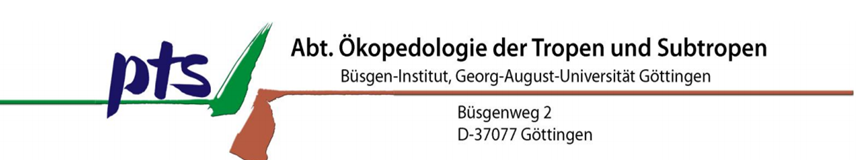 pts
Abt. Ökopedologie der Tropen und Subtropen
Büsgen-Institut, Georg-August-Universität Göttingen
Büsgenweg 2
D-37077 Göttingen